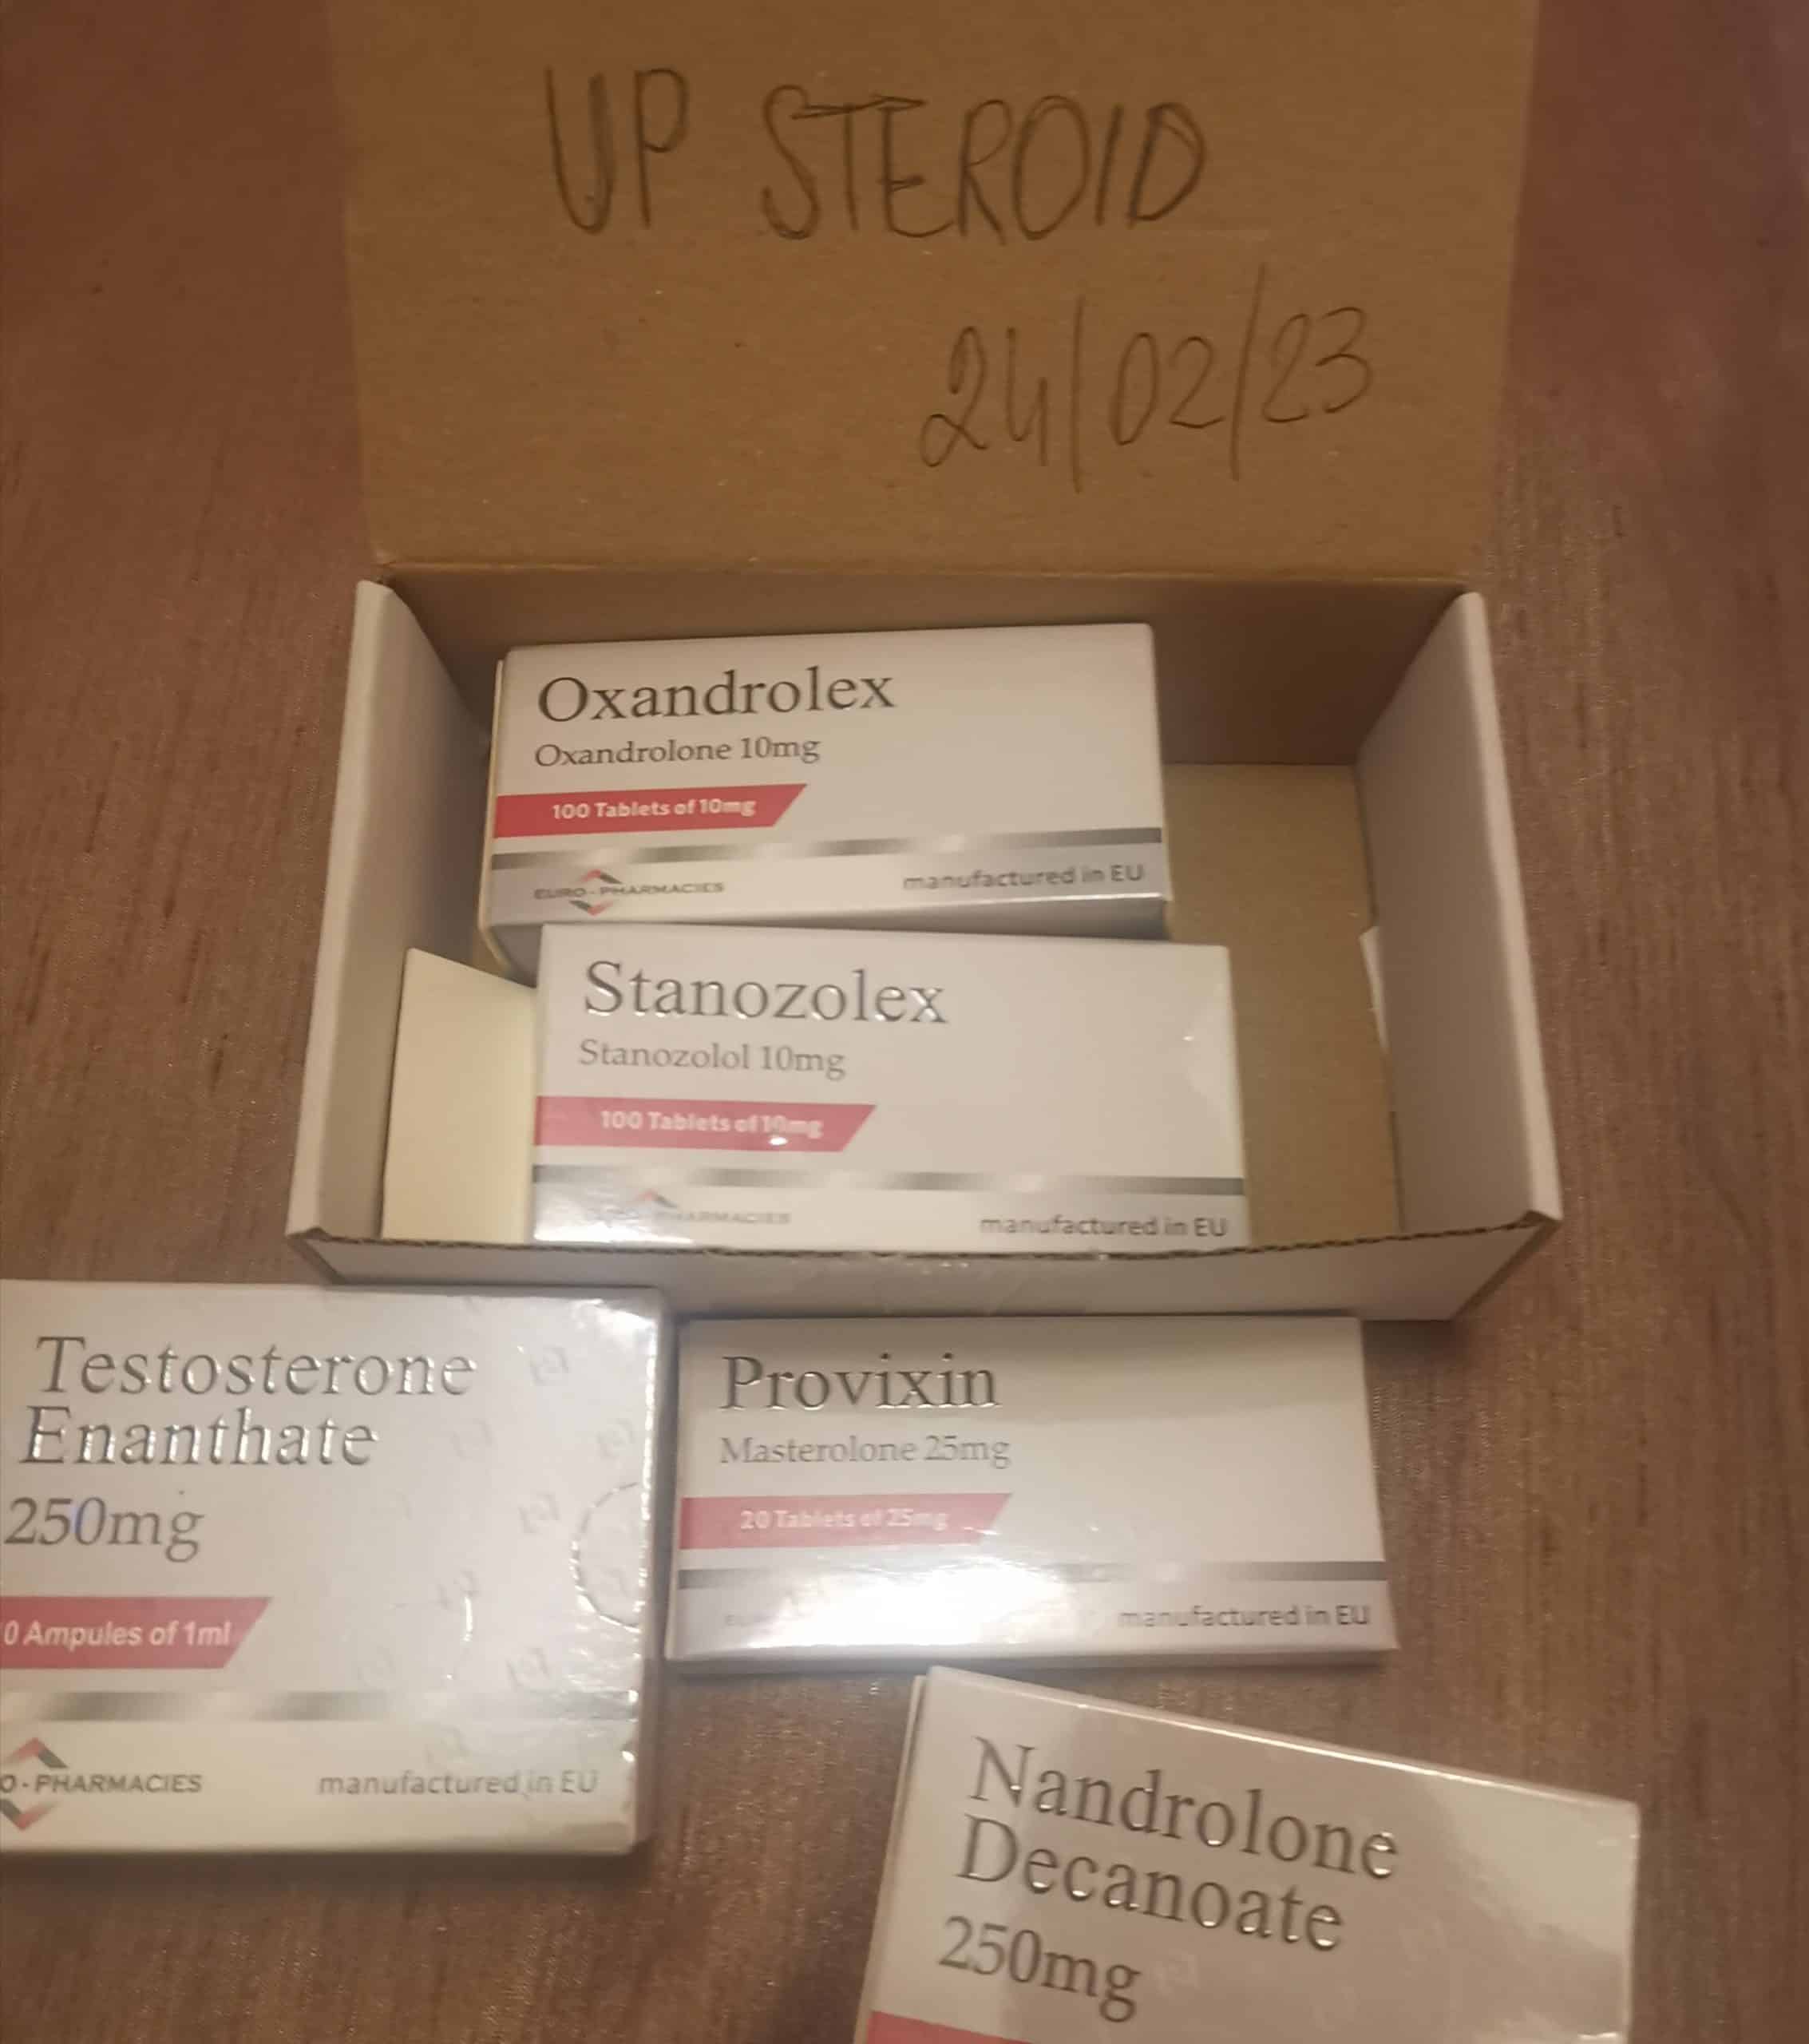 UP STEROID
24/02/23
Oxandrolex
Oxandrolone 10mg
100 Tablets of 10mg
EURO-PHARMACIES
manufactured in EU
Stanozolex
Stanozolol 10mg
100 Tablets of 10mg
PHARMACIES
manufactured in EU
Testosterone
Enanthate
250mg
0 Ampules of 1ml
O-PHARMACIES
manufactured in EU
Provixin
Masterolone 25mg
20 Tablets of 25mg
manufactured in EU
Nandrolone
Decanoate
250mg